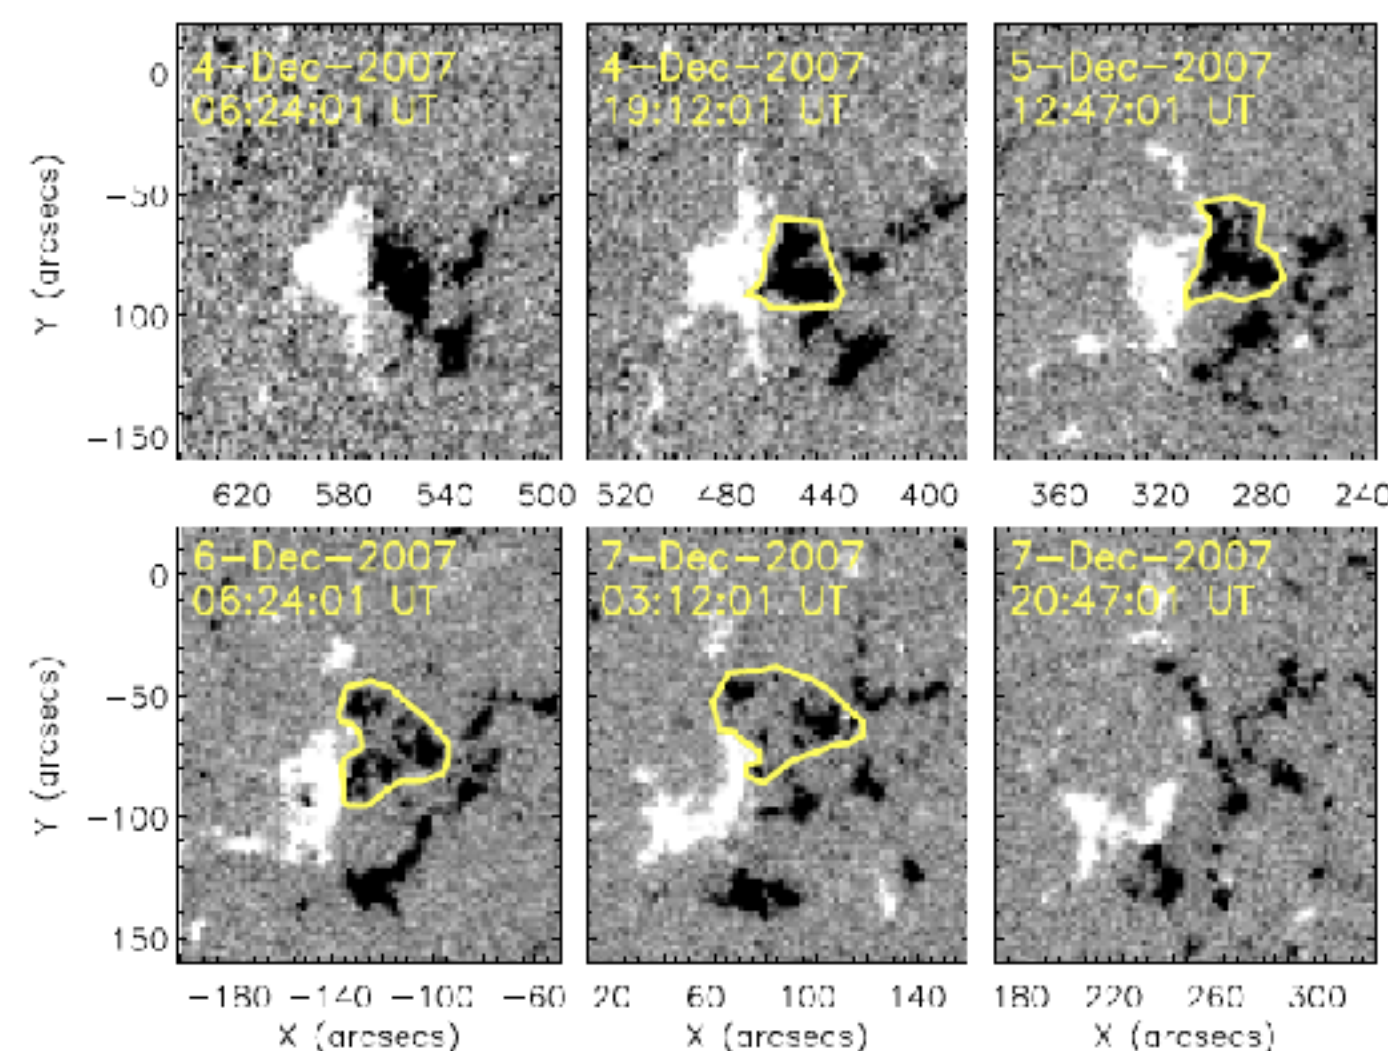 4-Dec-2007 4-Dec-2007 5-Dec-2007
06:24:01 UT 19:12:01 UT 12:47:01 UT
0
-50
100
-150
Y (arcsecs)
620 580 540 500 520 480 440 400 360 320 280 240
6-Dec-2007 7-Dec-2007 7-Dec-2007
06:24:01 UT 03:12:01 UT 20:47:01 UT
0
-50
-100
150
Y (arcsecs)
-180 -140 -100 -60 20 60 100 140 180 220 260 300
X (arcsecs) X (arcsecs) X (arcsecs)